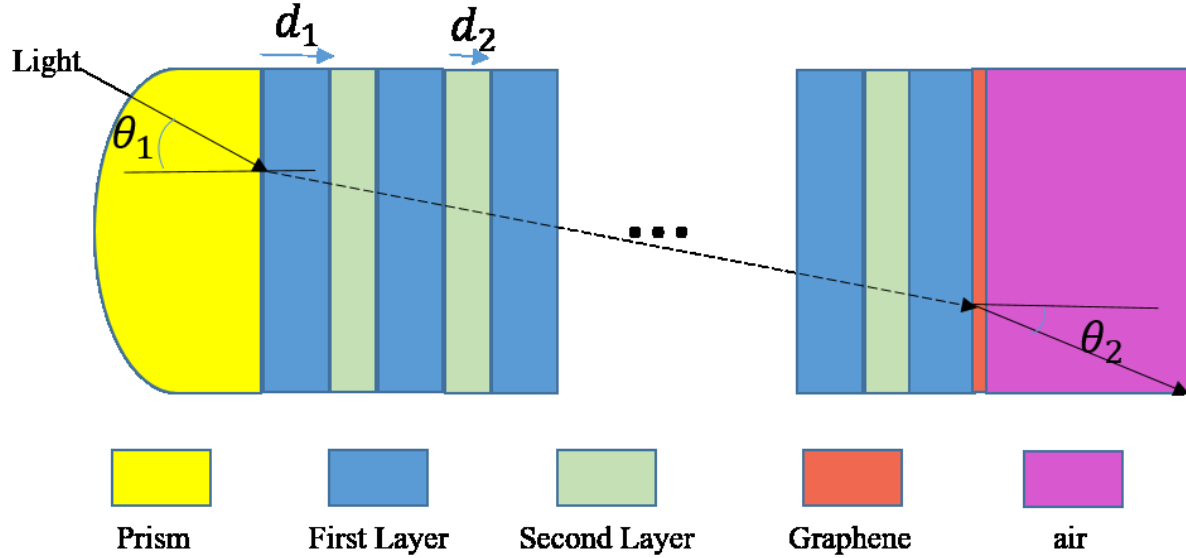 d₁
d₂
Light
θ₁
θ₂
Prism
First Layer
Second Layer
Graphene
air